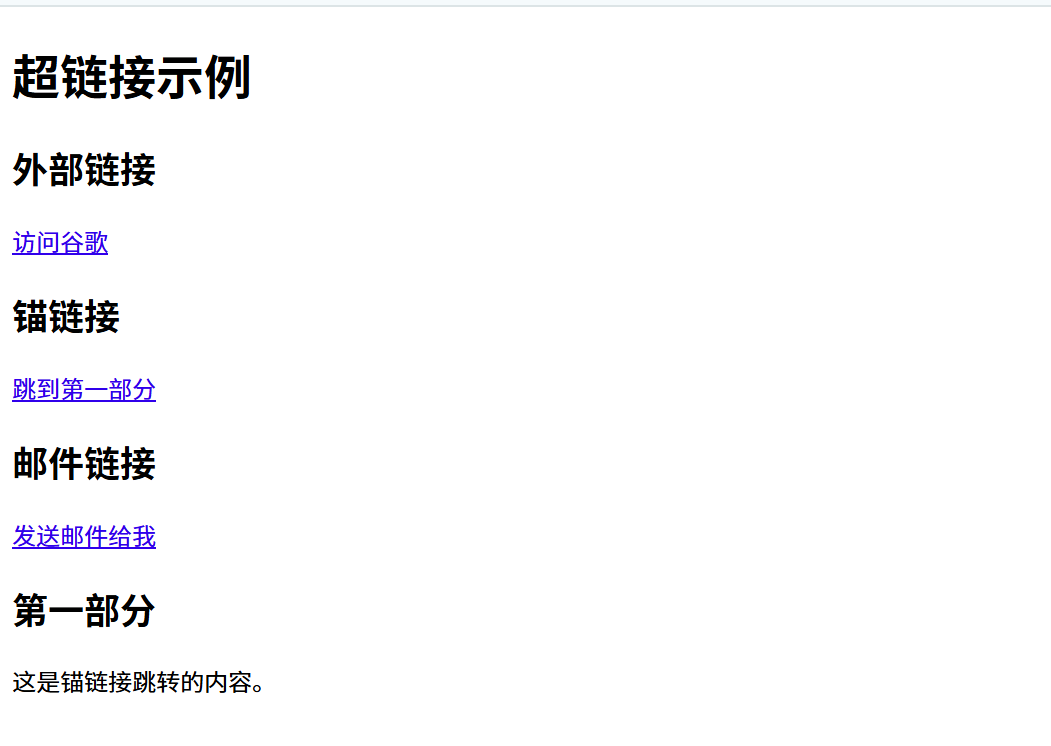 超链接示例
外部链接
访问谷歌
锚链接
跳到第一部分
邮件链接
发送邮件给我
第一部分
这是锚链接跳转的内容。